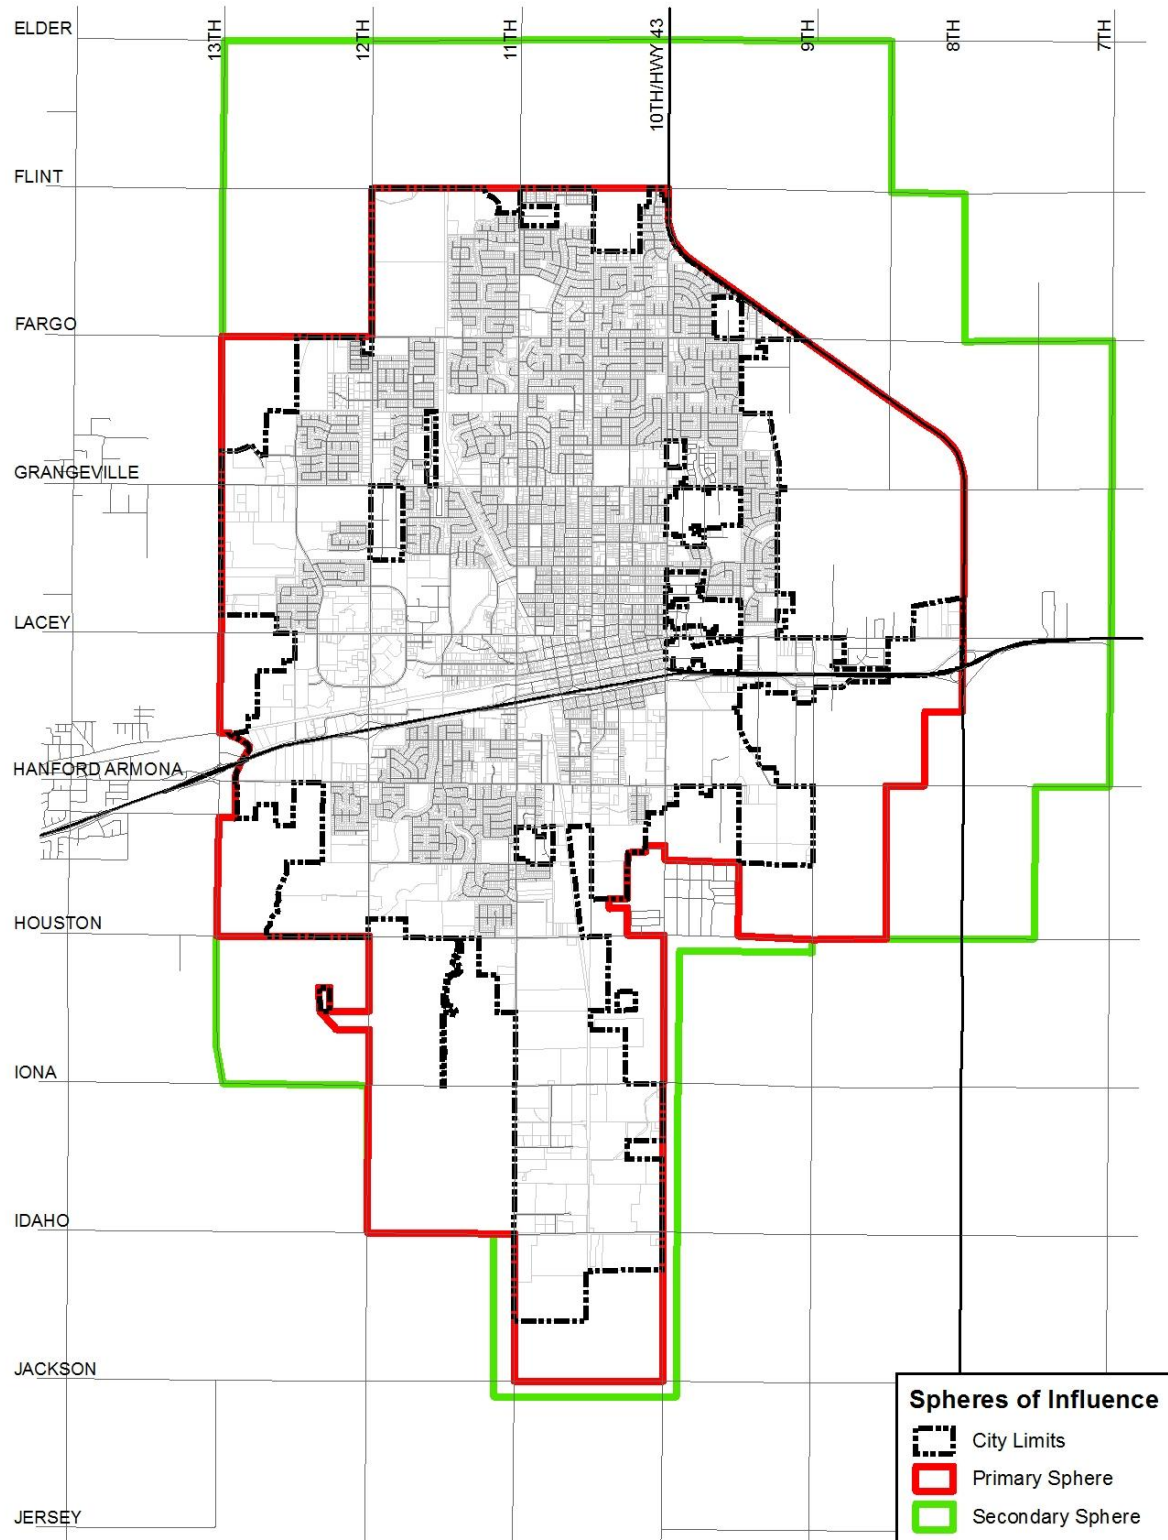 ELDER
13TH
12TH
11TH
10TH/HWY 43
9TH
8TH
7TH
FLINT
FARGO
GRANGEVILLE
LACEY
HANFORD ARMONA
HOUSTON
IONA
IDAHO
JACKSON
JERSEY
Spheres of Influence
City Limits
Primary Sphere
Secondary Sphere